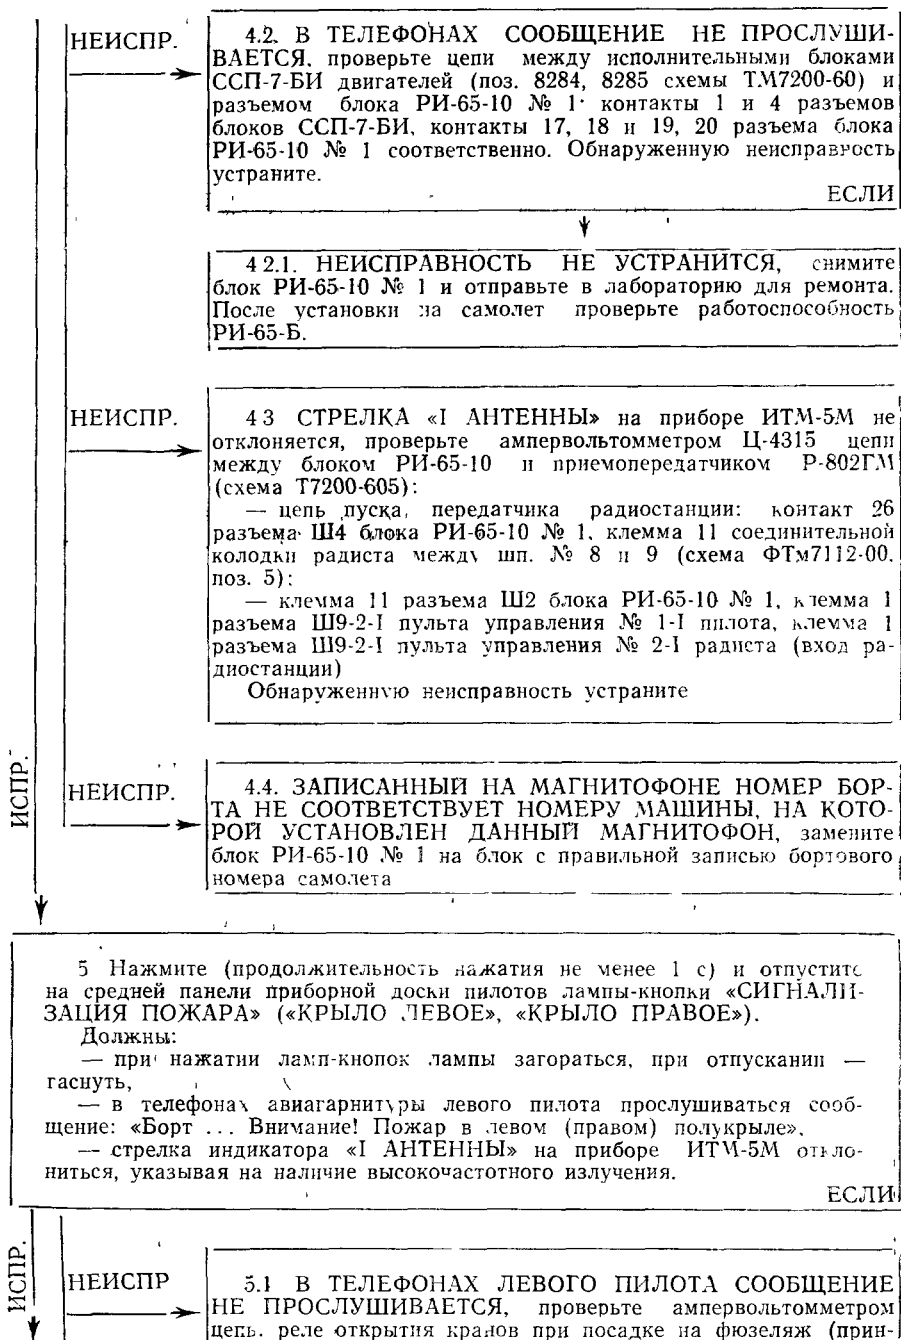 НЕИСПР.
4.2. В ТЕЛЕФОНАХ СООБЩЕНИЕ НЕ ПРОСЛУШИ-
ВАЕТСЯ, проверьте цепи между исполнительными блоками
ССП-7-БИ двигателей (поз. 8284, 8285 схемы ТМ7200-60) и
разъемом блока РИ-65-10 № 1· контакты 1 и 4 разъемов
блоков ССП-7-БИ, контакты 17, 18 и 19, 20 разъема блока
РИ-65-10 № 1 соответственно. Обнаруженную неисправность
устраните.
ЕСЛИ
4 2.1. НЕИСПРАВНОСТЬ НЕ УСТРАНИТСЯ, снимите
блок РИ-65-10 № 1 и отправьте в лабораторию для ремонта.
После установки на самолет проверьте работоспособность
РИ-65-Б.
НЕИСПР.
4 3 СТРЕЛКА «I АНТЕННЫ» на приборе ИТМ-5М не
отклоняется, проверьте ампервольтомметром Ц-4315 цепи
между блоком РИ-65-10 и приемопередатчиком Р-802ГМ
(схема Т7200-605):
— цепь пуска, передатчика радиостанции: контакт 26
разъема Ш4 блока РИ-65-10 № 1, клемма 11 соединительной
колодки радиста между шп. № 8 и 9 (схема ФТм7112-00,
поз. 5):
— клемма 11 разъема Ш2 блока РИ-65-10 № 1, клемма 1
разъема Ш9-2-I пульта управления № 1-I пилота, клемма 1
разъема Ш9-2-I пульта управления № 2-I радиста (вход ра-
диостанции)
Обнаруженную неисправность устраните
ИСПР.
НЕИСПР.
4.4. ЗАПИСАННЫЙ НА МАГНИТОФОНЕ НОМЕР БОР-
ТА НЕ СООТВЕТСТВУЕТ НОМЕРУ МАШИНЫ, НА КОТО-
РОЙ УСТАНОВЛЕН ДАННЫЙ МАГНИТОФОН, замените
блок РИ-65-10 № 1 на блок с правильной записью бортового
номера самолета
5 Нажмите (продолжительность нажатия не менее 1 с) и отпустите
на средней панели приборной доски пилотов лампы-кнопки «СИГНАЛИ-
ЗАЦИЯ ПОЖАРА» («КРЫЛО ЛЕВОЕ», «КРЫЛО ПРАВОЕ»).
Должны:
— при нажатии ламп-кнопок лампы загораться, при отпускании —
гаснуть,
— в телефонах авиагарнитуры левого пилота прослушиваться сооб-
щение: «Борт ... Внимание! Пожар в левом (правом) полукрыле»,
— стрелка индикатора «I АНТЕННЫ» на приборе ИТМ-5М откло-
ниться, указывая на наличие высокочастотного излучения.
ЕСЛИ
ИСПР.
НЕИСПР
5.1 В ТЕЛЕФОНАХ ЛЕВОГО ПИЛОТА СООБЩЕНИЕ
НЕ ПРОСЛУШИВАЕТСЯ, проверьте ампервольтомметром
цепь. реле открытия кранов при посадке на фюзеляж (прин-